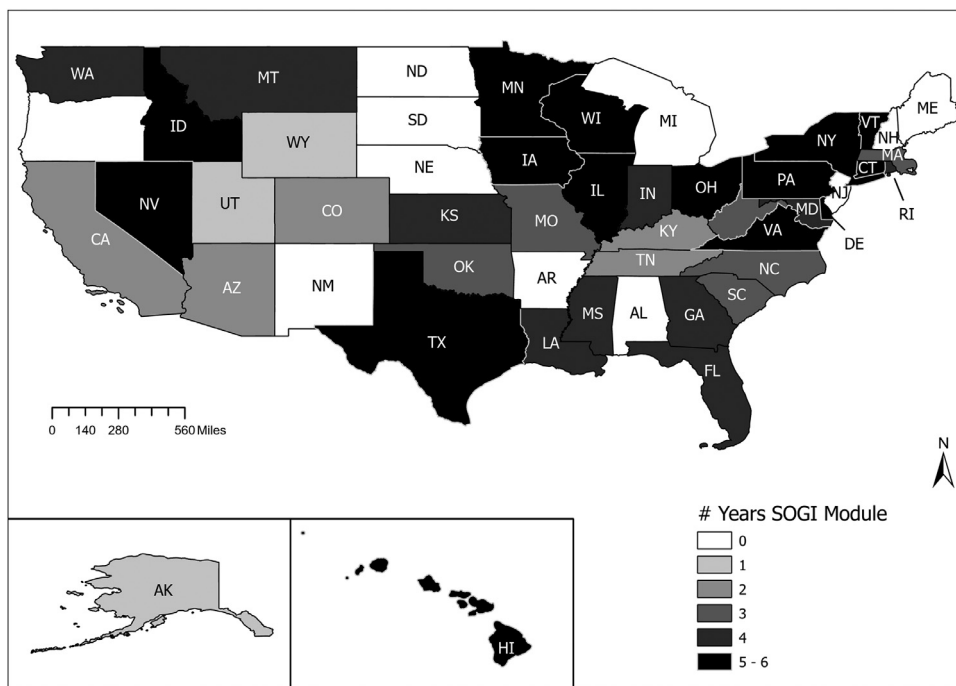 WA
MT
ND
MN
ME
ID
SD
WI
MI
VT
NH
NY
MA
WY
NE
IA
CT
RI
PA
NJ
NV
UT
CO
IL
IN
OH
MD
DE
CA
KS
MO
KY
VA
AZ
NM
OK
AR
TN
NC
SC
TX
LA
MS
AL
GA
FL
0 140 280 560 Miles
N
# Years SOGI Module
0
1
2
3
4
5 - 6
AK
HI